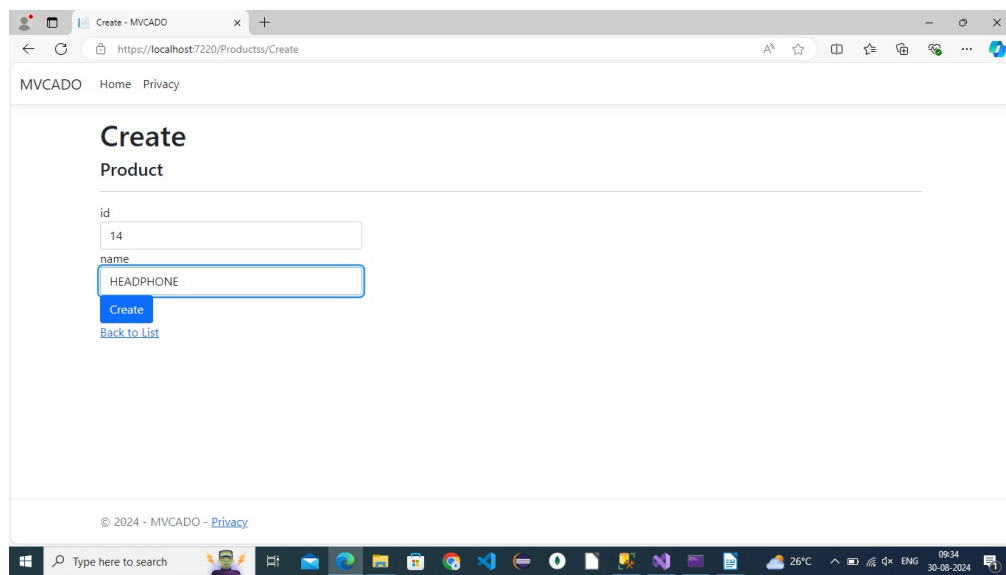 Create - MVCADO
https://localhost:7220/Productss/Create
MVCADO Home Privacy
Create
Product
id
14
name
HEADPHONE
Create
Back to List
© 2024 - MVCADO - Privacy
Type here to search 26°C ENG 09:34
30-08-2024